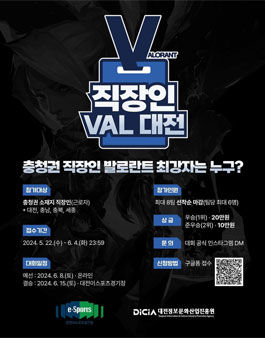 VALORANT
직장인
VAL 대전
충청권 직장인 발로란트 최강자는 누구?
참가대상
충청권 소재지 직장인(근로자)
* 대전, 충남, 충북, 세종
접수기간
2024. 5. 22.(수) - 6. 4.(화) 23:59
대회일정
예선 : 2024. 6. 8.(토) - 온라인
결승 : 2024. 6. 15.(토) - 대전이스포츠경기장
참가인원
최대 8팀 선착순 마감(팀당 최대 6명)
상 금
우승(1위) - 20만원
준우승(2위) - 10만원
문 의
대회 공식 인스타그램 DM
신청방법
구글폼 접수
e-Sports
DICIA 대전정보문화산업진흥원